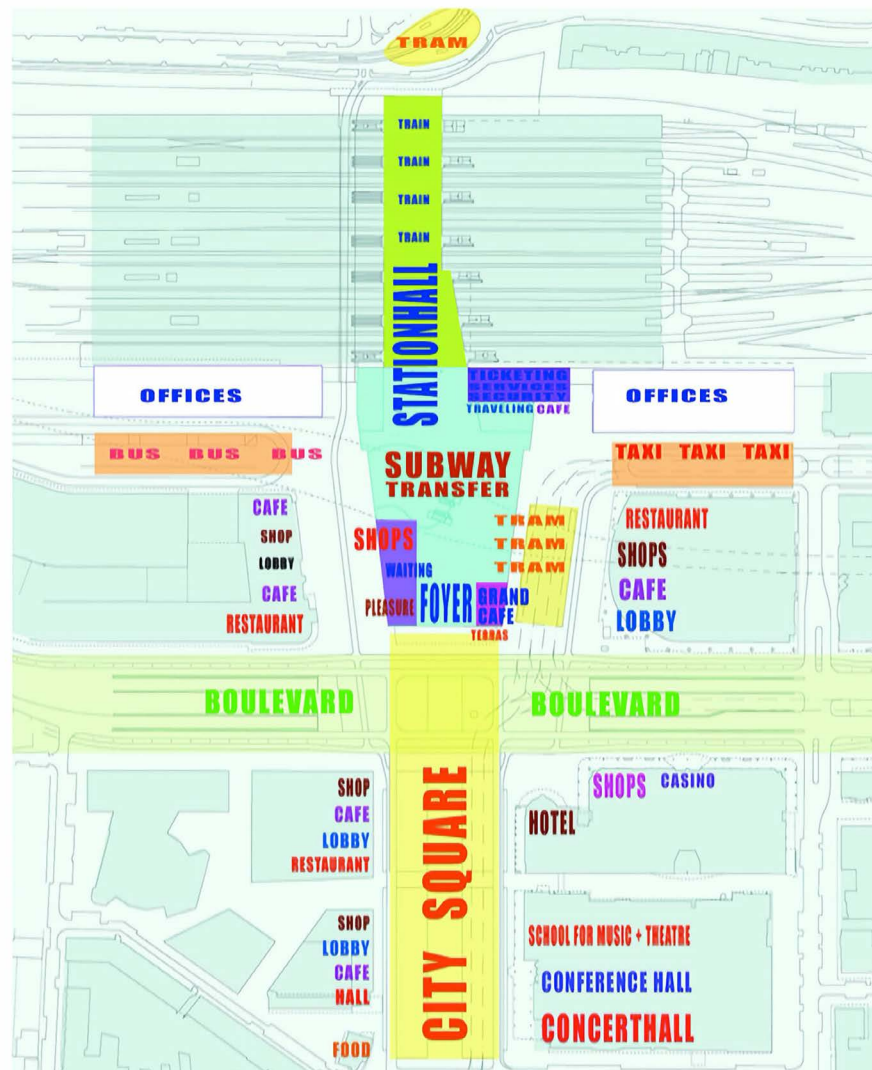 TRAM
TRAIN
TRAIN
TRAIN
TRAIN
STATIONHALL
TICKETING
SERVICES
SECURITY
TRAVELING CAFE
OFFICES
OFFICES
BUS BUS BUS
TAXI TAXI TAXI
SUBWAY
TRANSFER
CAFE
SHOP
LOBBY
CAFE
RESTAURANT
SHOPS
WAITING
PLEASURE
FOYER
GRAND
CAFE
TERRAS
TRAM
TRAM
TRAM
RESTAURANT
SHOPS
CAFE
LOBBY
BOULEVARD
BOULEVARD
CITY SQUARE
SHOP
CAFE
LOBBY
RESTAURANT
SHOPS CASINO
HOTEL
SHOP
LOBBY
CAFE
HALL
FOOD
SCHOOL FOR MUSIC + THEATRE
CONFERENCE HALL
CONCERTHALL